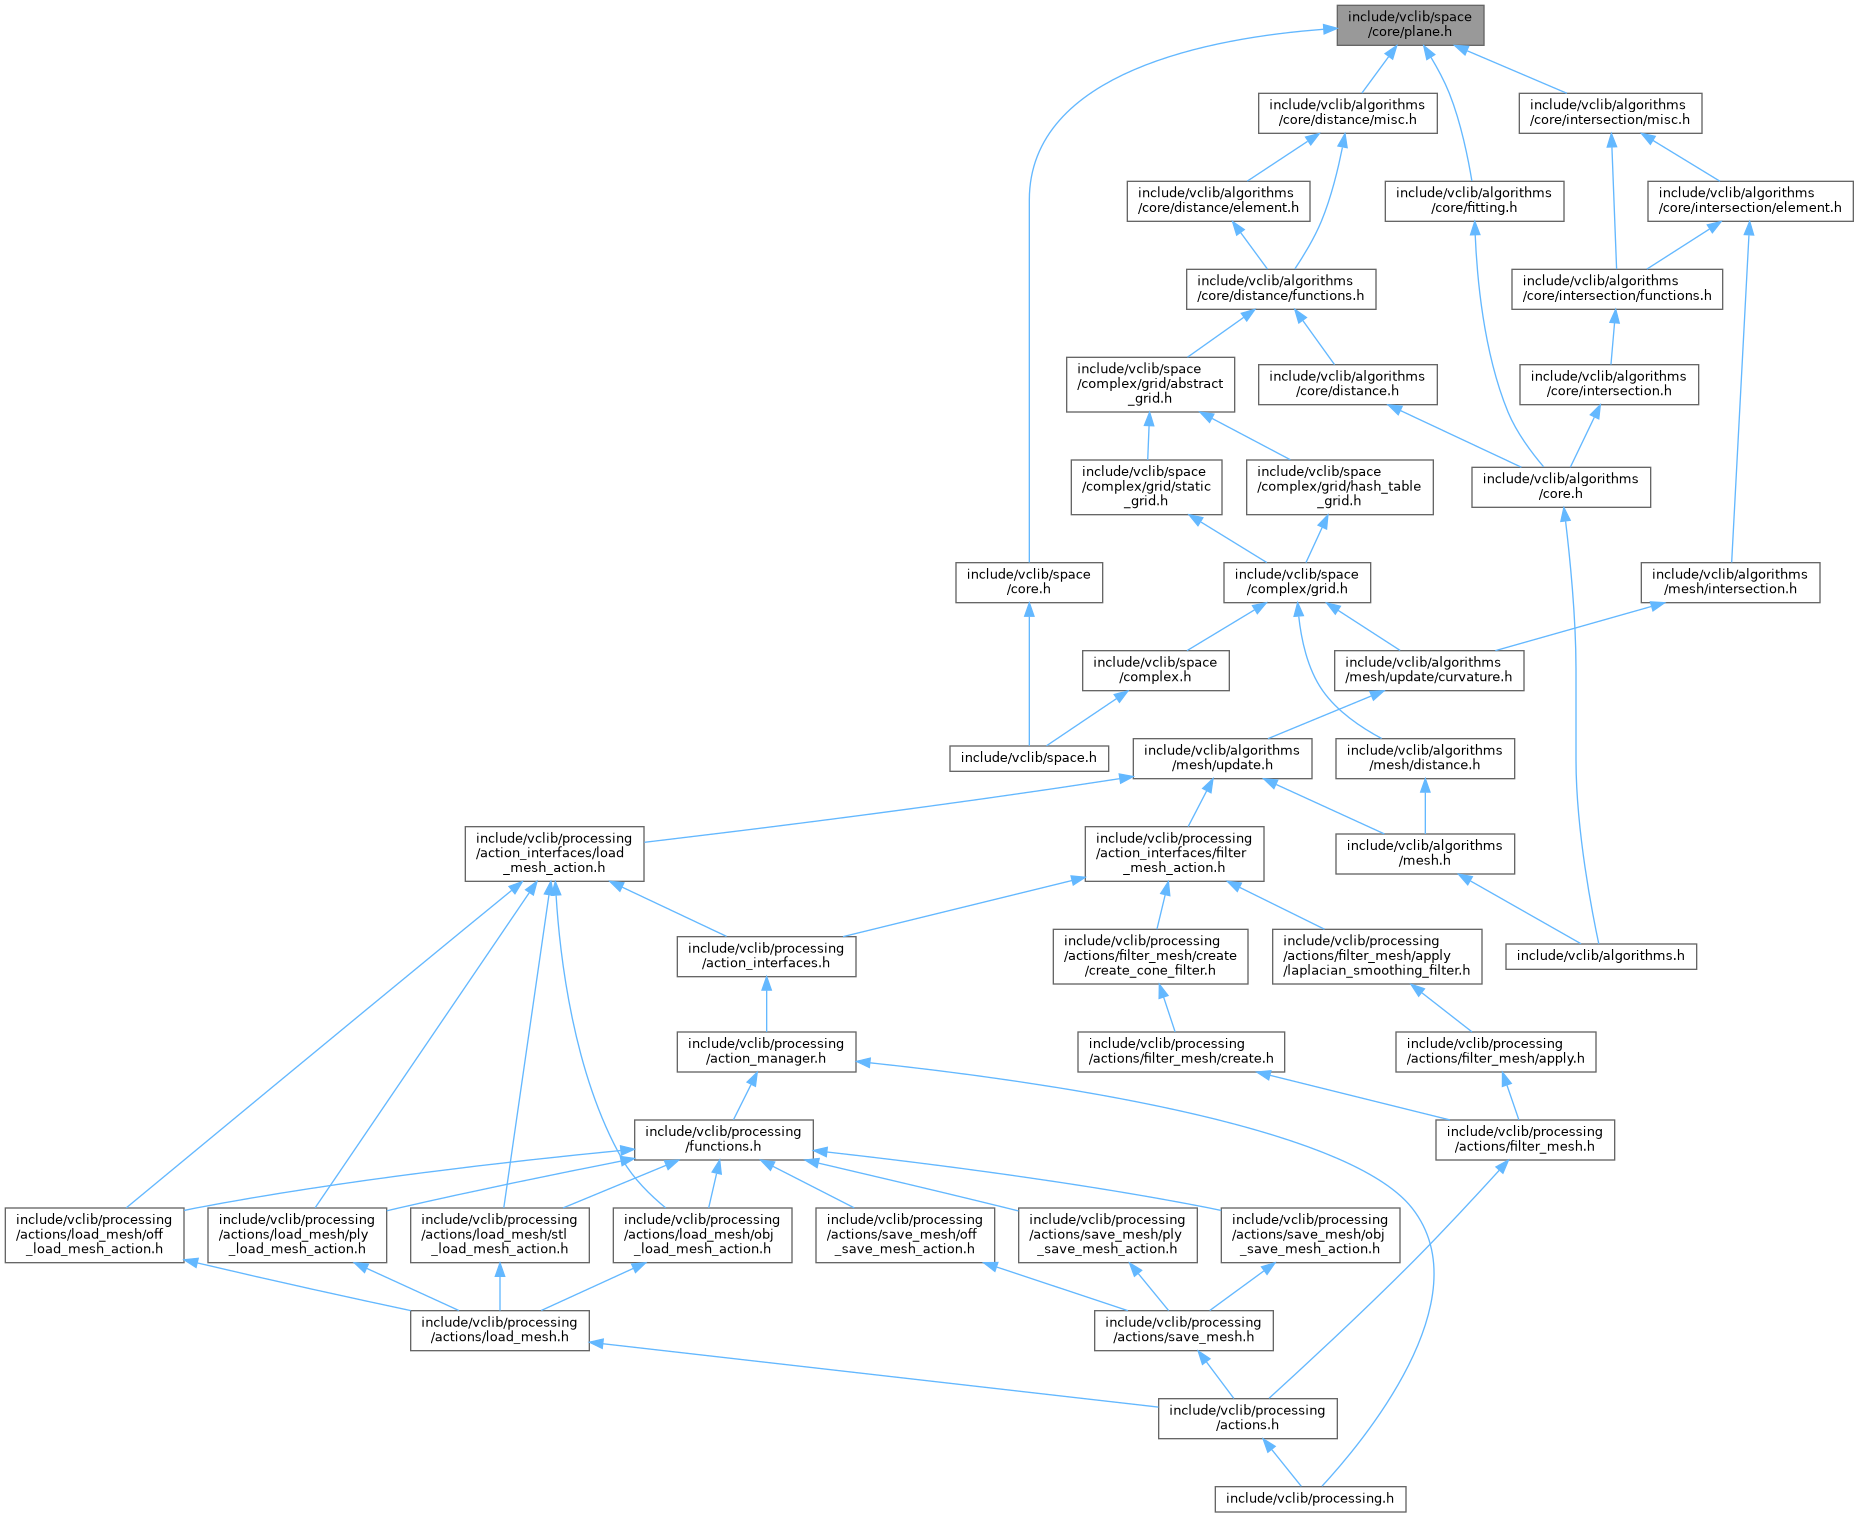 include/vclib/space
/core/plane.h
include/vclib/algorithms
/core/distance/misc.h
include/vclib/algorithms
/core/intersection/misc.h
include/vclib/algorithms
/core/distance/element.h
include/vclib/algorithms
/core/fitting.h
include/vclib/algorithms
/core/intersection/element.h
include/vclib/algorithms
/core/distance/functions.h
include/vclib/algorithms
/core/intersection/functions.h
include/vclib/space
/complex/grid/abstract
_grid.h
include/vclib/algorithms
/core/distance.h
include/vclib/algorithms
/core/intersection.h
include/vclib/space
/complex/grid/static
_grid.h
include/vclib/space
/complex/grid/hash_table
_grid.h
include/vclib/algorithms
/core.h
include/vclib/space
/core.h
include/vclib/space
/complex/grid.h
include/vclib/algorithms
/mesh/intersection.h
include/vclib/space
/complex.h
include/vclib/algorithms
/mesh/update/curvature.h
include/vclib/space.h
include/vclib/algorithms
/mesh/update.h
include/vclib/algorithms
/mesh/distance.h
include/vclib/processing
/action_interfaces/load
_mesh_action.h
include/vclib/processing
/action_interfaces/filter
_mesh_action.h
include/vclib/algorithms
/mesh.h
include/vclib/processing
/action_interfaces.h
include/vclib/processing
/actions/filter_mesh/create
/create_cone_filter.h
include/vclib/processing
/actions/filter_mesh/apply
/laplacian_smoothing_filter.h
include/vclib/algorithms.h
include/vclib/processing
/action_manager.h
include/vclib/processing
/actions/filter_mesh/create.h
include/vclib/processing
/actions/filter_mesh/apply.h
include/vclib/processing
/functions.h
include/vclib/processing
/actions/filter_mesh.h
include/vclib/processing
/actions/load_mesh/off
_load_mesh_action.h
include/vclib/processing
/actions/load_mesh/ply
_load_mesh_action.h
include/vclib/processing
/actions/load_mesh/stl
_load_mesh_action.h
include/vclib/processing
/actions/load_mesh/obj
_load_mesh_action.h
include/vclib/processing
/actions/save_mesh/off
_save_mesh_action.h
include/vclib/processing
/actions/save_mesh/ply
_save_mesh_action.h
include/vclib/processing
/actions/save_mesh/obj
_save_mesh_action.h
include/vclib/processing
/actions/load_mesh.h
include/vclib/processing
/actions/save_mesh.h
include/vclib/processing
/actions.h
include/vclib/processing.h